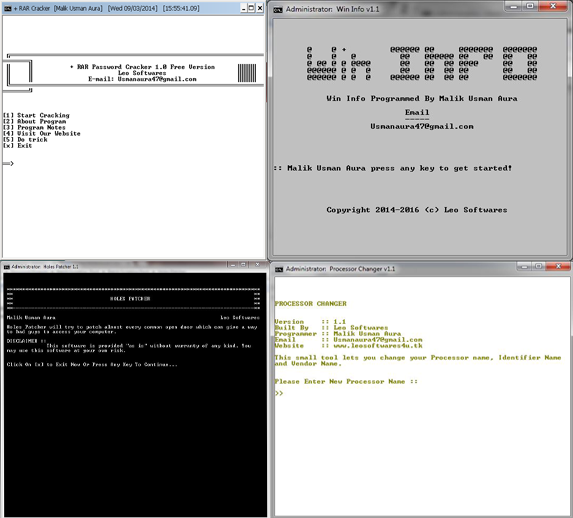 + RAR Cracker [Malik Usman Aura] [Wed 09/03/2014] [15:55:41.09]
+ RAR Password Cracker 1.0 Free Version
Leo Softwares
E-mail: Usmanaura47@gmail.com
[1] Start Cracking
[2] About Program
[3] Program Notes
[4] Visit Our Website
[5] Do trick
[x] Exit
==>
Administrator: Win Info v1.1
Win Info Programmed By Malik Usman Aura
Email
Usmanaura47@gmail.com
:: Malik Usman Aura press any key to get started!
Copyright 2014-2016 (c) Leo Softwares
Administrator: Holes Patcher 1.1
HOLES PATCHER
Malik Usman Aura Leo Softwares
Holes Patcher will try to patch almost every common open door which can give a way
to bad guys to access your computer.
DISCLAIMER ::
This software is provided "as is" without warranty of any kind. You
may use this software at your own risk.
Click On [x] to Exit Now Or Press Any Key To Continue...
Administrator: Processor Changer v1.1
PROCESSOR CHANGER
Version :: 1.1
Built By :: Leo Softwares
Programmer :: Malik Usman Aura
Email :: Usmanaura47@gmail.com
Website :: www.leosoftwares4u.tk
This small tool lets you change your Processor name, Identifier Name
and Vendor Name.
Please Enter New Processor Name ::
>>